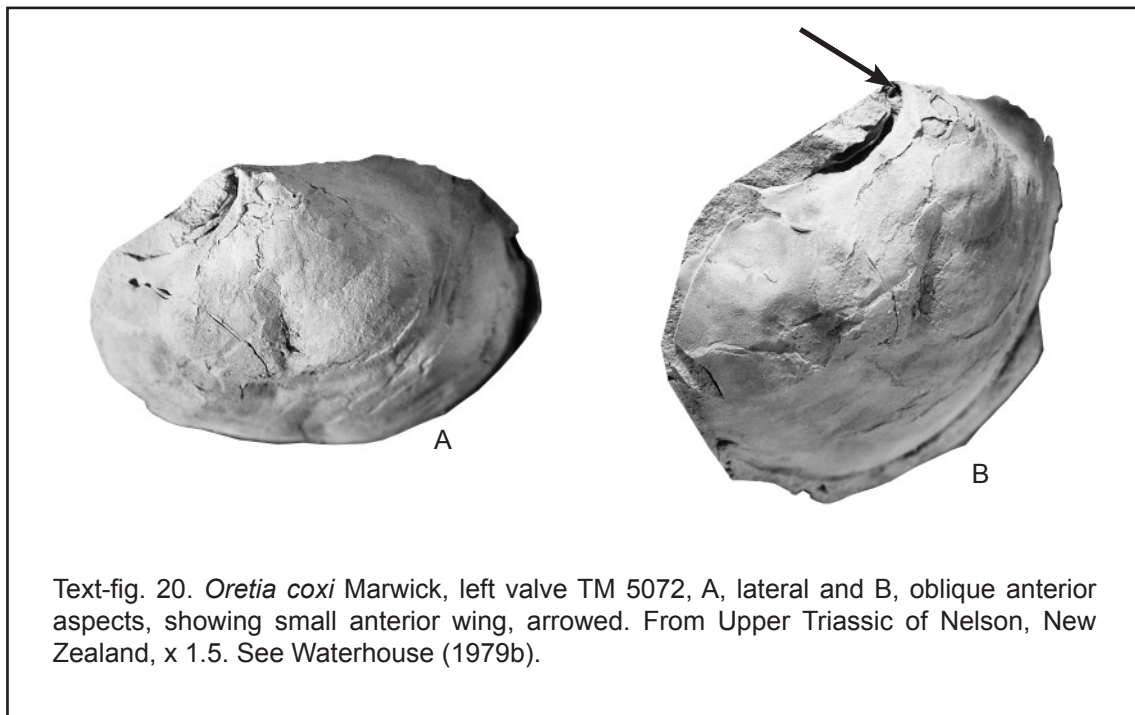 A
B
Text-fig. 20. Oretia coxi Marwick, left valve TM 5072, A, lateral and B, oblique anterior
aspects, showing small anterior wing, arrowed. From Upper Triassic of Nelson, New
Zealand, x 1.5. See Waterhouse (1979b).